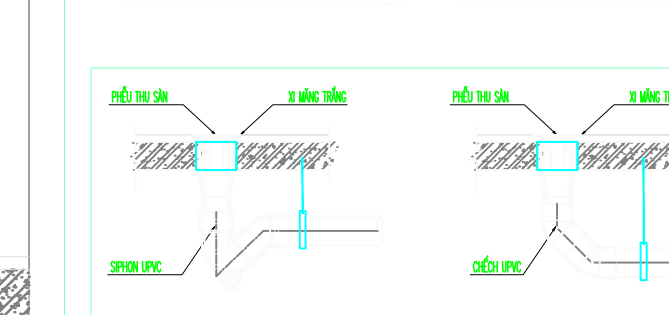 PHỄU THU SÀN
XI MĂNG TRẮNG
PHỄU THU SÀN
XI MĂNG
SIPHON UPVC
CHẾCH UPVC